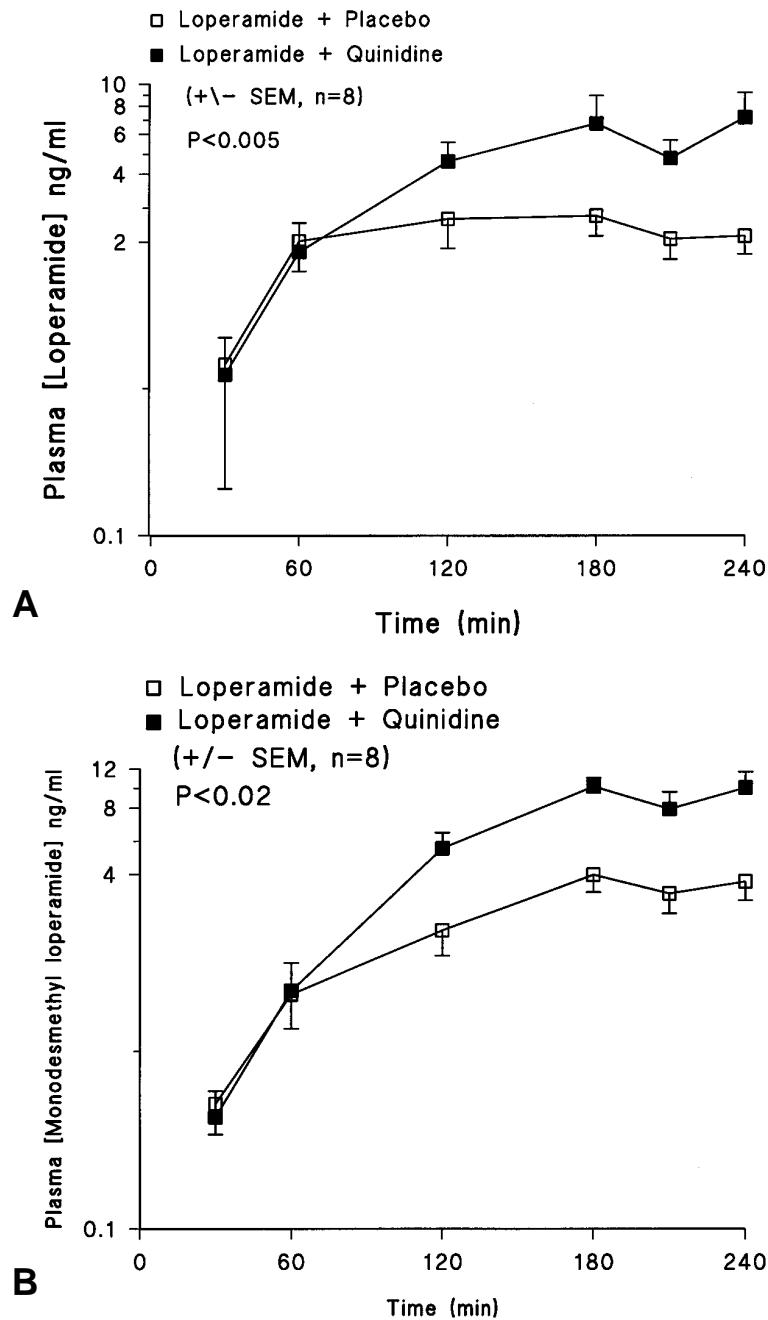 Loperamide + Placebo
Loperamide + Quinidine
(+\- SEM, n=8)
P<0.005
Plasma [Loperamide] ng/ml
10
8
6
4
2
0.1
0 60 120 180 240
Time (min)
A
Loperamide + Placebo
Loperamide + Quinidine
(+/- SEM, n=8)
P<0.02
Plasma [Monodesmethyl loperamide] ng/ml
12
8
4
0.1
0 60 120 180 240
Time (min)
B